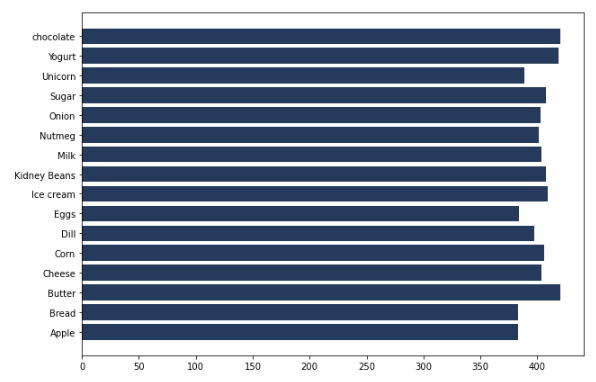 chocolate
Yogurt
Unicorn
Sugar
Onion
Nutmeg
Milk
Kidney Beans
Ice cream
Eggs
Dill
Corn
Cheese
Butter
Bread
Apple
0 50 100 150 200 250 300 350 400